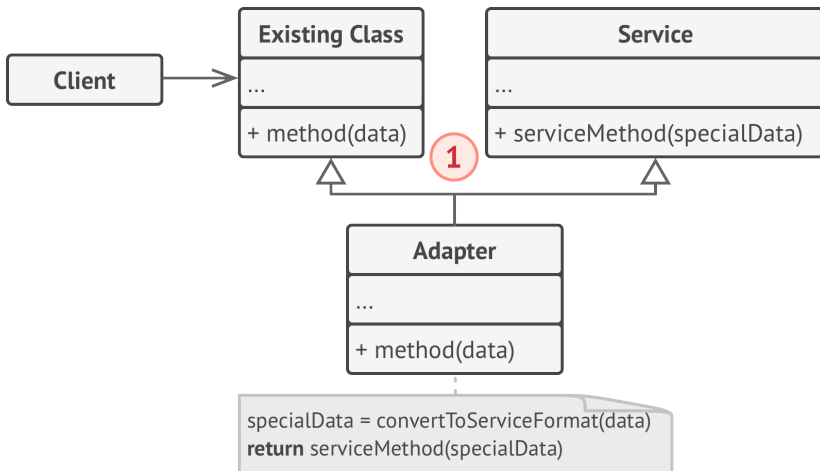 Client
Existing Class
...
+ method(data)
Service
...
+ serviceMethod(specialData)
1
Adapter
...
+ method(data)
specialData = convertToServiceFormat(data)
return serviceMethod(specialData)